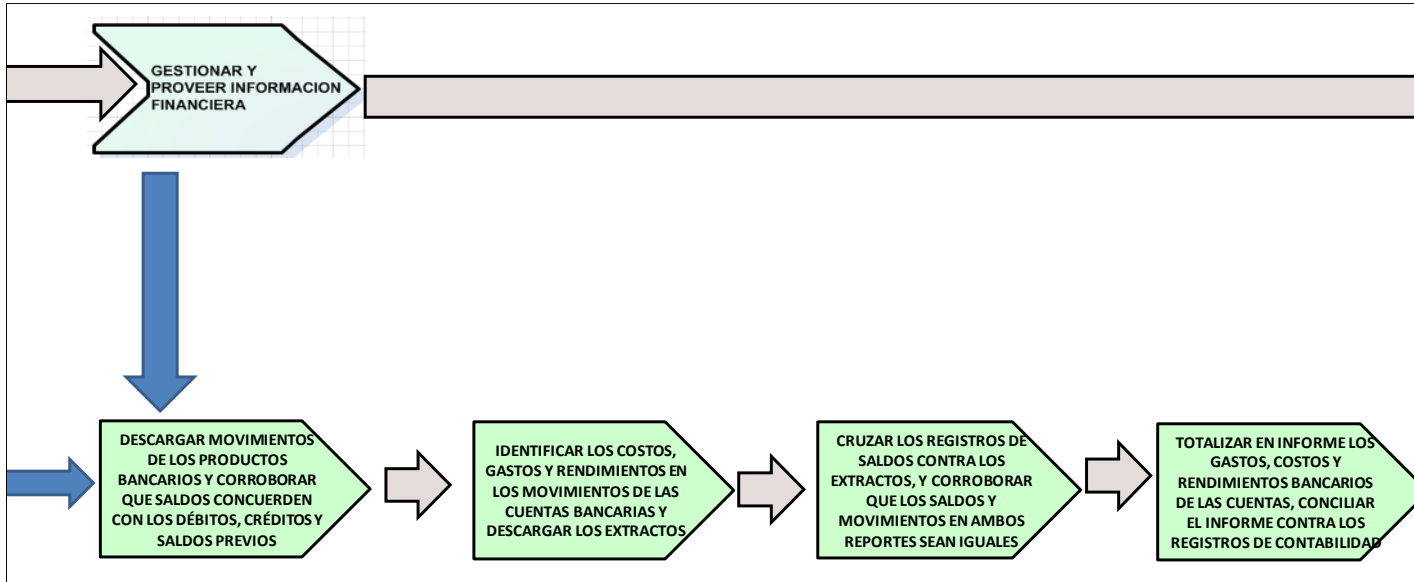 GESTIONAR Y
PROVEER INFORMACION
FINANCIERA
DESCARGAR MOVIMIENTOS
DE LOS PRODUCTOS
BANCARIOS Y CORROBORAR
QUE SALDOS CONCUERDEN
CON LOS DÉBITOS, CRÉDITOS Y
SALDOS PREVIOS
IDENTIFICAR LOS COSTOS,
GASTOS Y RENDIMIENTOS EN
LOS MOVIMIENTOS DE LAS
CUENTAS BANCARIAS Y
DESCARGAR LOS EXTRACTOS
CRUZAR LOS REGISTROS DE
SALDOS CONTRA LOS
EXTRACTOS, Y CORROBORAR
QUE LOS SALDOS Y
MOVIMIENTOS EN AMBOS
REPORTES SEAN IGUALES
TOTALIZAR EN INFORME LOS
GASTOS, COSTOS Y
RENDIMIENTOS BANCARIOS
DE LAS CUENTAS, CONCILIAR
EL INFORME CONTRA LOS
REGISTROS DE CONTABILIDAD